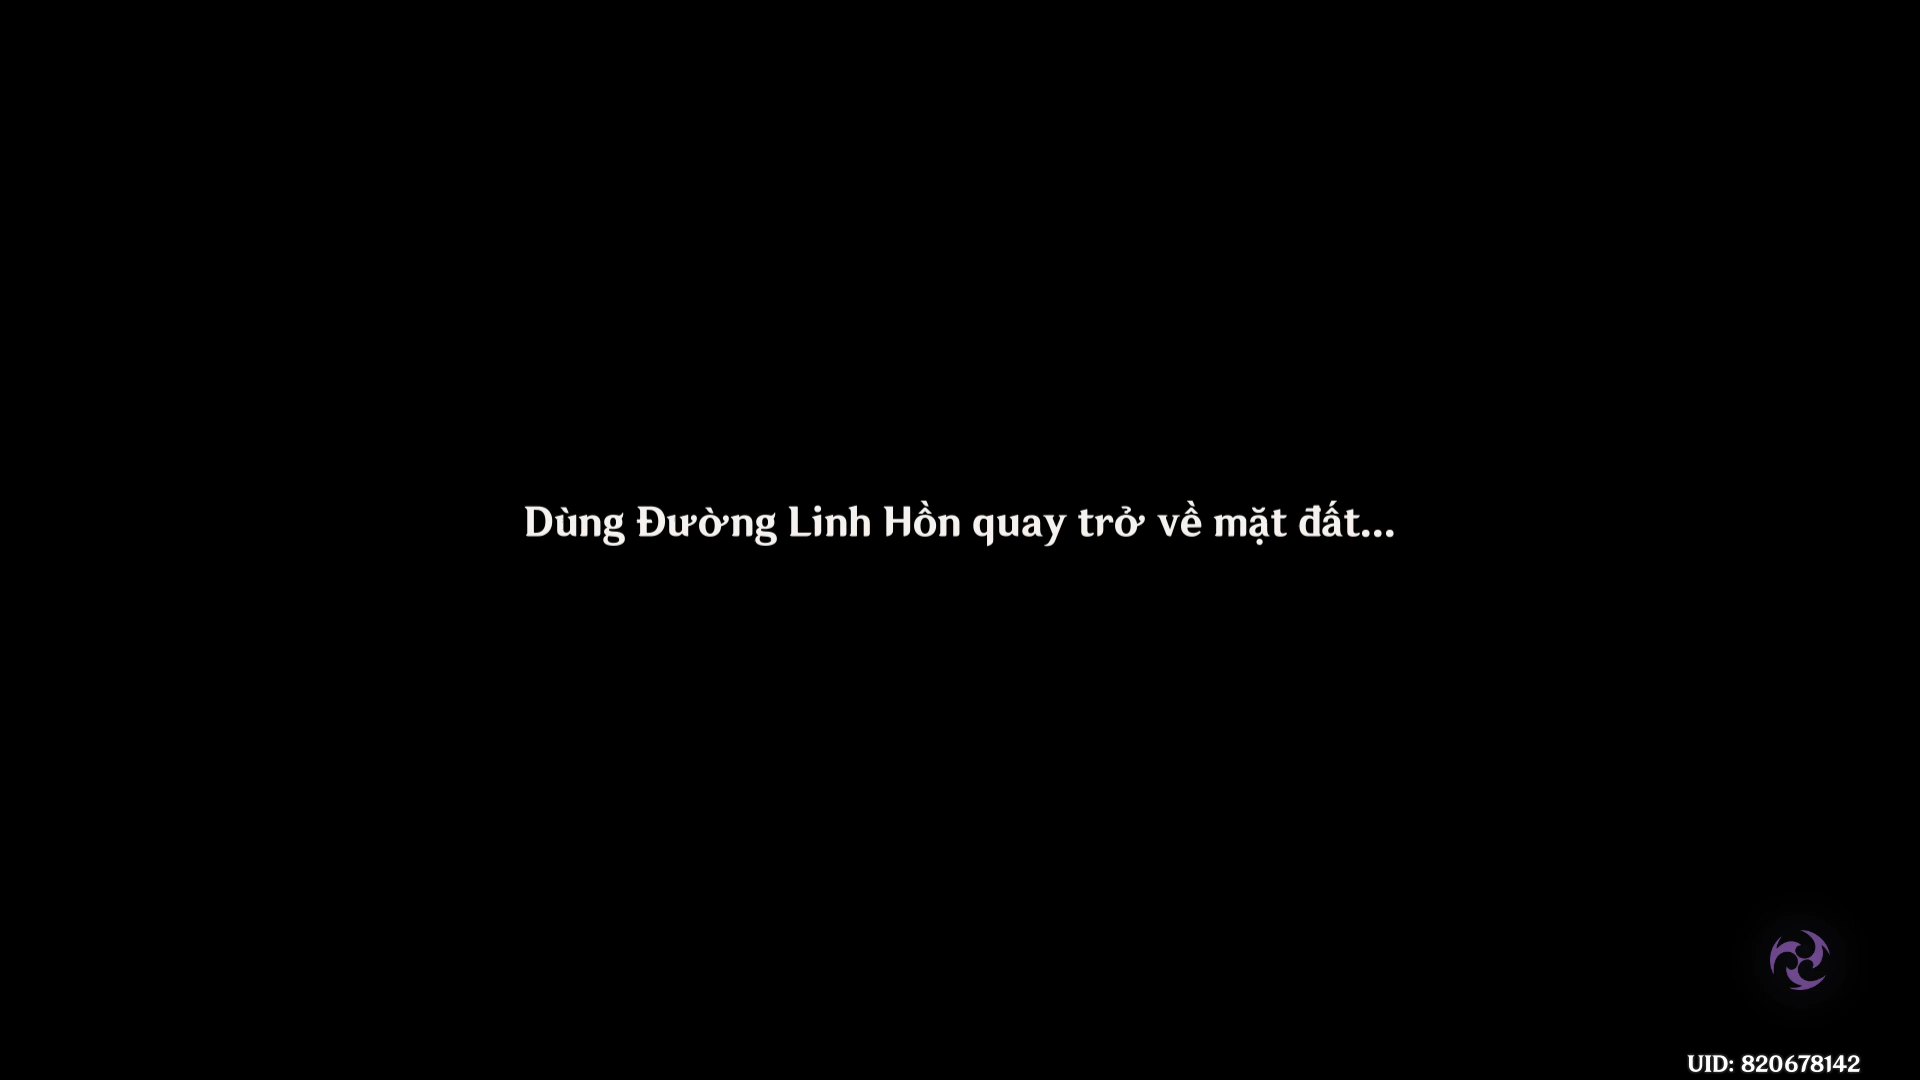 Dùng Đường Linh Hồn quay trở về mặt đất...
UID: 820678142